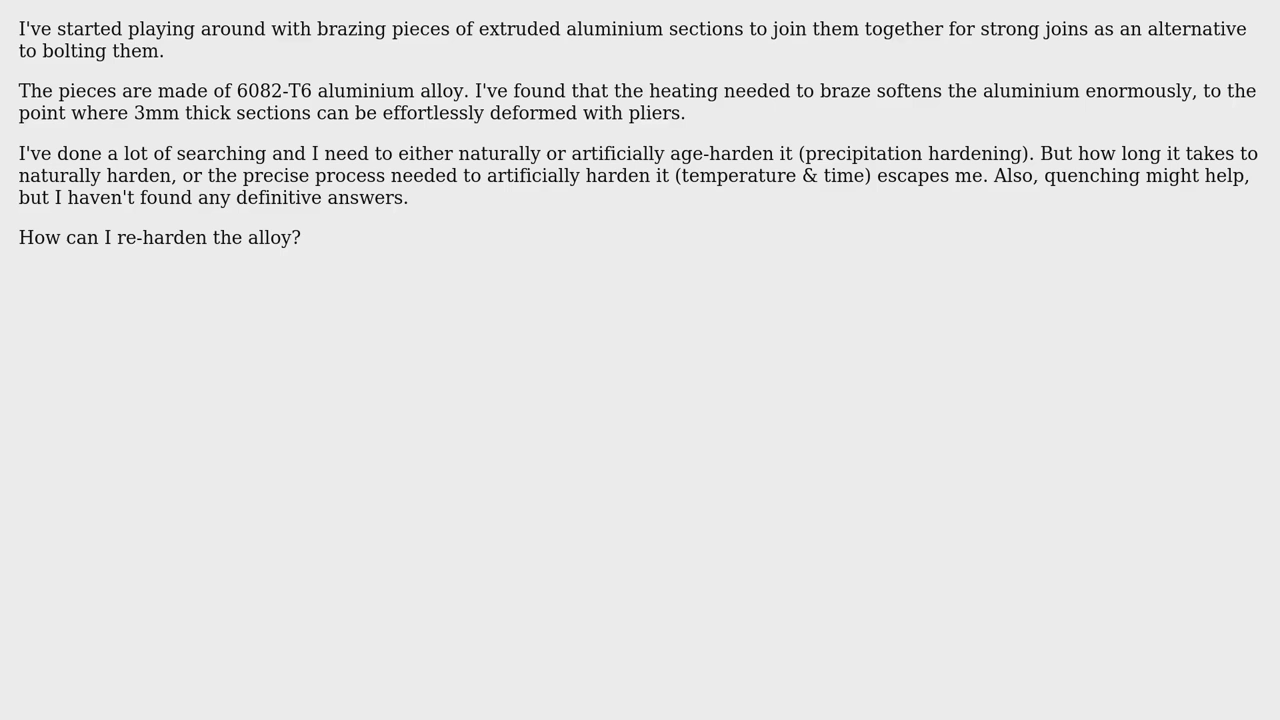 I've started playing around with brazing pieces of extruded aluminium sections to join them together for strong joins as an alternative
to bolting them.
The pieces are made of 6082-T6 aluminium alloy. I've found that the heating needed to braze softens the aluminium enormously, to the
point where 3mm thick sections can be effortlessly deformed with pliers.
I've done a lot of searching and I need to either naturally or artificially age-harden it (precipitation hardening). But how long it takes to
naturally harden, or the precise process needed to artificially harden it (temperature & time) escapes me. Also, quenching might help,
but I haven't found any definitive answers.
How can I re-harden the alloy?